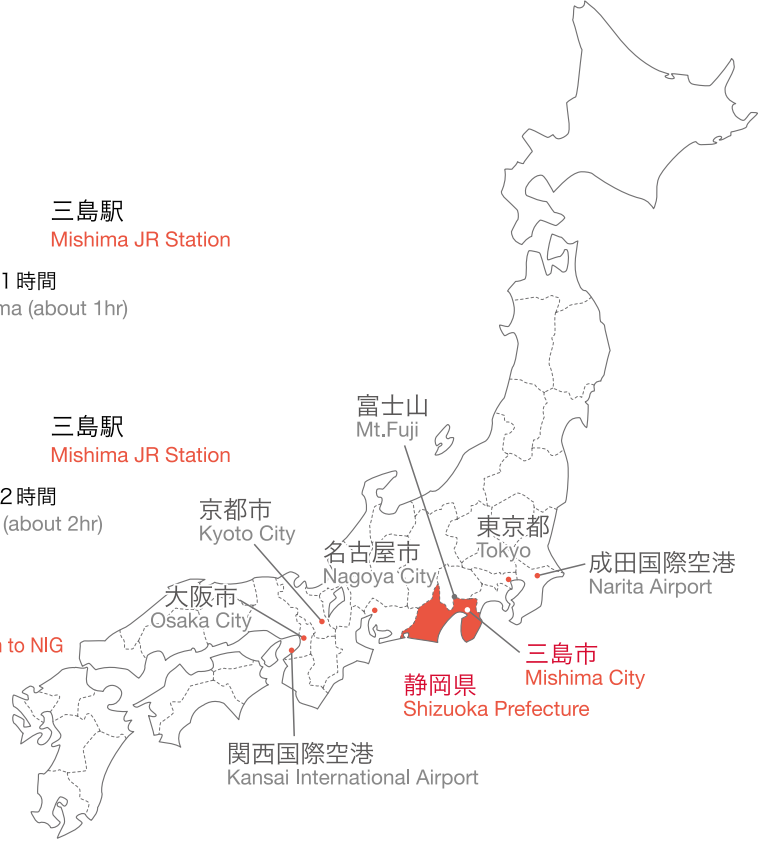 三島駅
Mishima JR Station
1時間
ma (about 1hr)
三島駅
Mishima JR Station
2時間
(about 2hr)
to NIG
富士山
Mt.Fuji
京都市
Kyoto City
名古屋市
Nagoya City
東京都
Tokyo
成田国際空港
Narita Airport
大阪市
Osaka City
三島市
Mishima City
静岡県
Shizuoka Prefecture
関西国際空港
Kansai International Airport